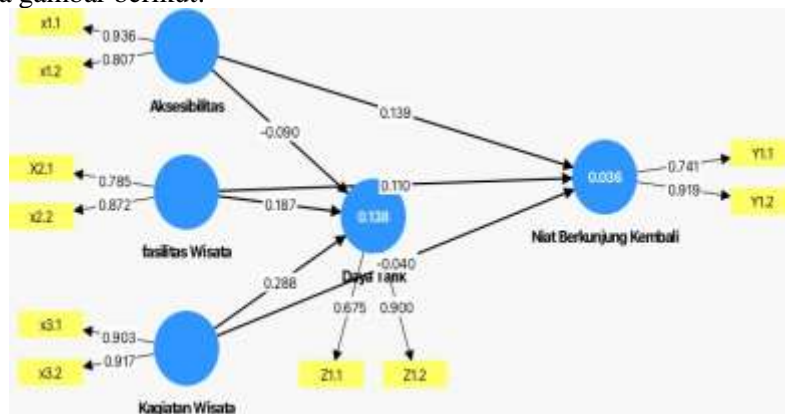 x1.1
0.936
x1.2
0.807
Aksesibilitas
0.139
-0.090
X2.1
0.785
x2.2
0.872
fasilitas Wisata
0.110
0.187
0.138
0.036
Y1.1
0.741
Y1.2
0.919
Niat Berkunjung Kembali
-0.040
0.288
Daya
0.675
0.900
x3.1
0.903
x3.2
0.917
Z1.1
Z1.2
Kagiatan Wisata